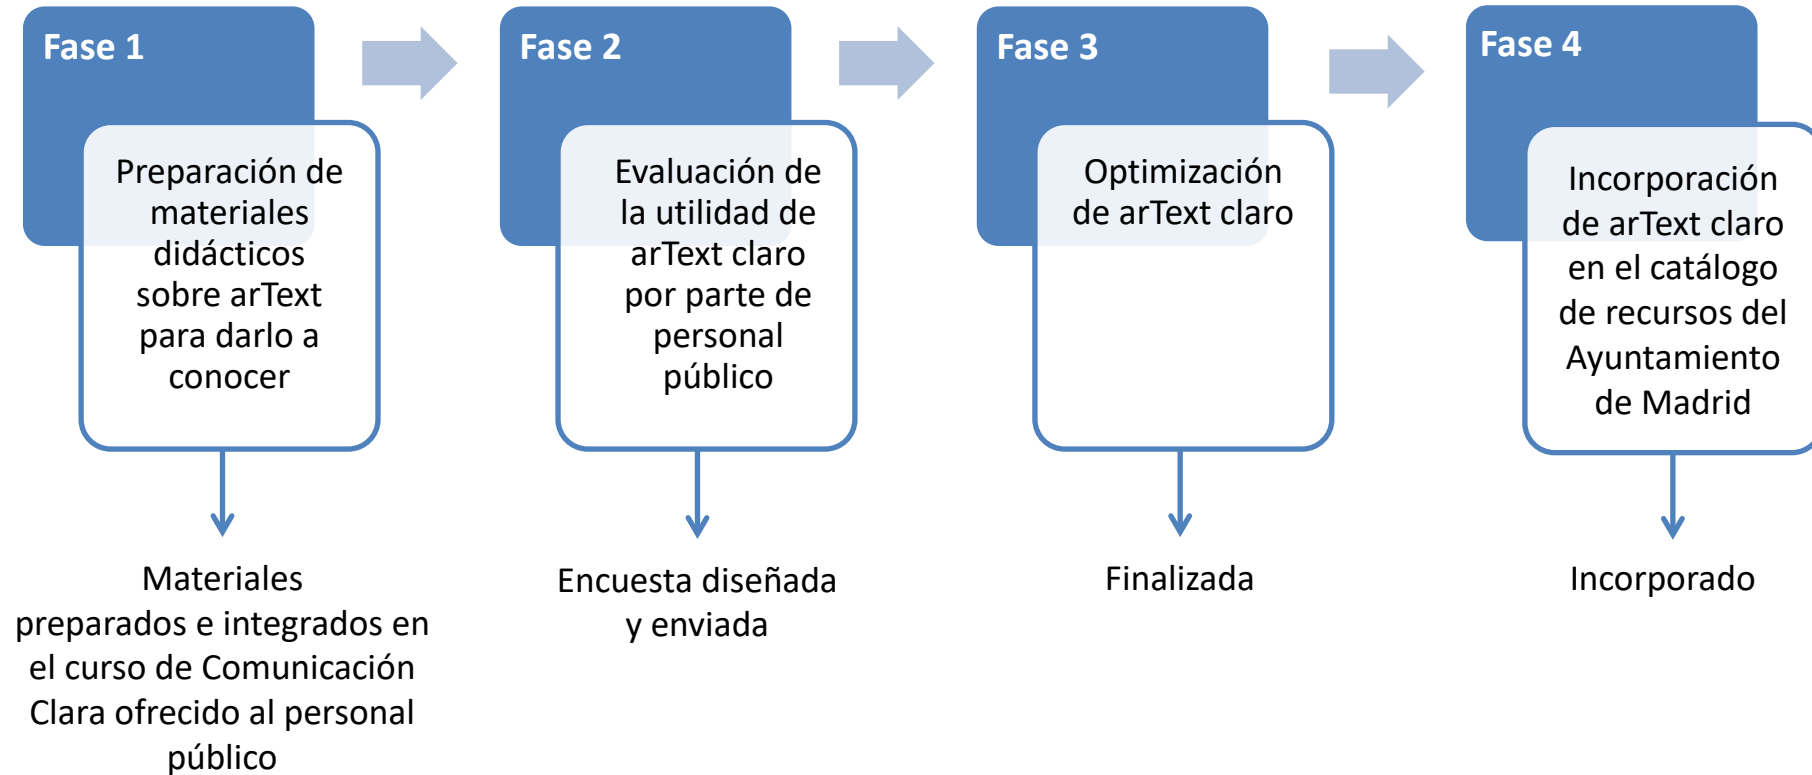 Fase 1
Preparación de
materiales
didácticos
sobre arText
para darlo a
conocer
Materiales
preparados e integrados en
el curso de Comunicación
Clara ofrecido al personal
público
Fase 2
Evaluación de
la utilidad de
arText claro
por parte de
personal
público
Encuesta diseñada
y enviada
Fase 3
Optimización
de arText claro
Finalizada
Fase 4
Incorporación
de arText claro
en el catálogo
de recursos del
Ayuntamiento
de Madrid
Incorporado